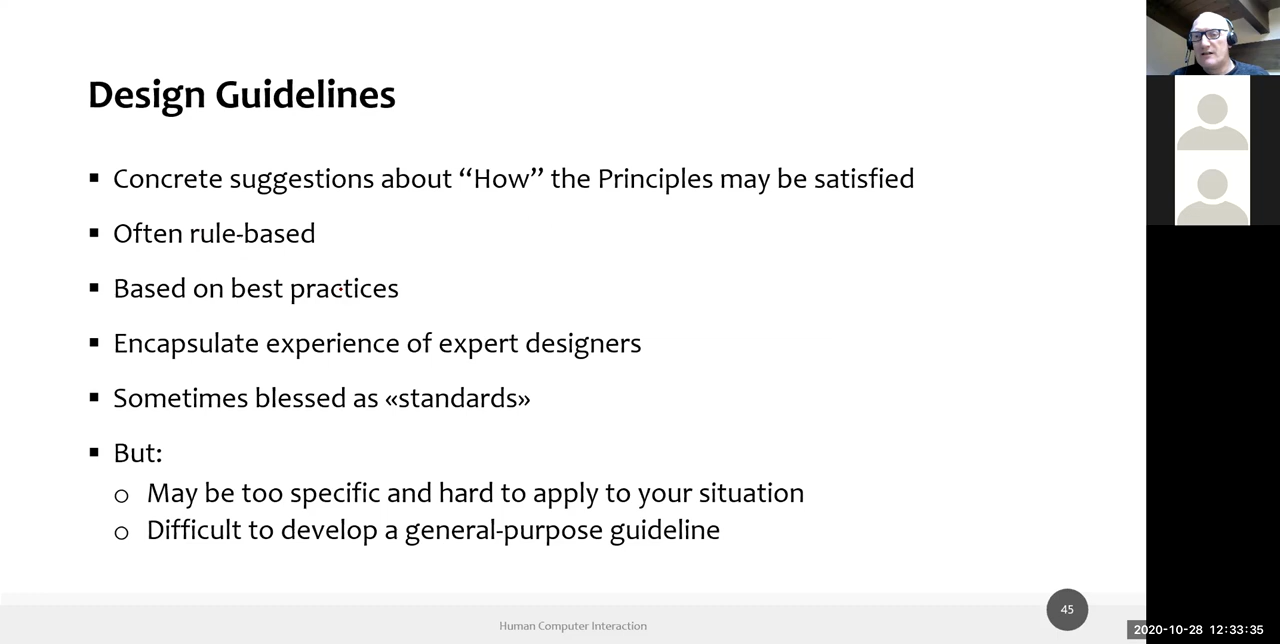 Design Guidelines
▪ Concrete suggestions about “How” the Principles may be satisfied
▪ Often rule-based
▪ Based on best practices
▪ Encapsulate experience of expert designers
▪ Sometimes blessed as «standards»
▪ But:
o May be too specific and hard to apply to your situation
o Difficult to develop a general-purpose guideline
45
Human Computer Interaction
2020-10-28 12:33:35